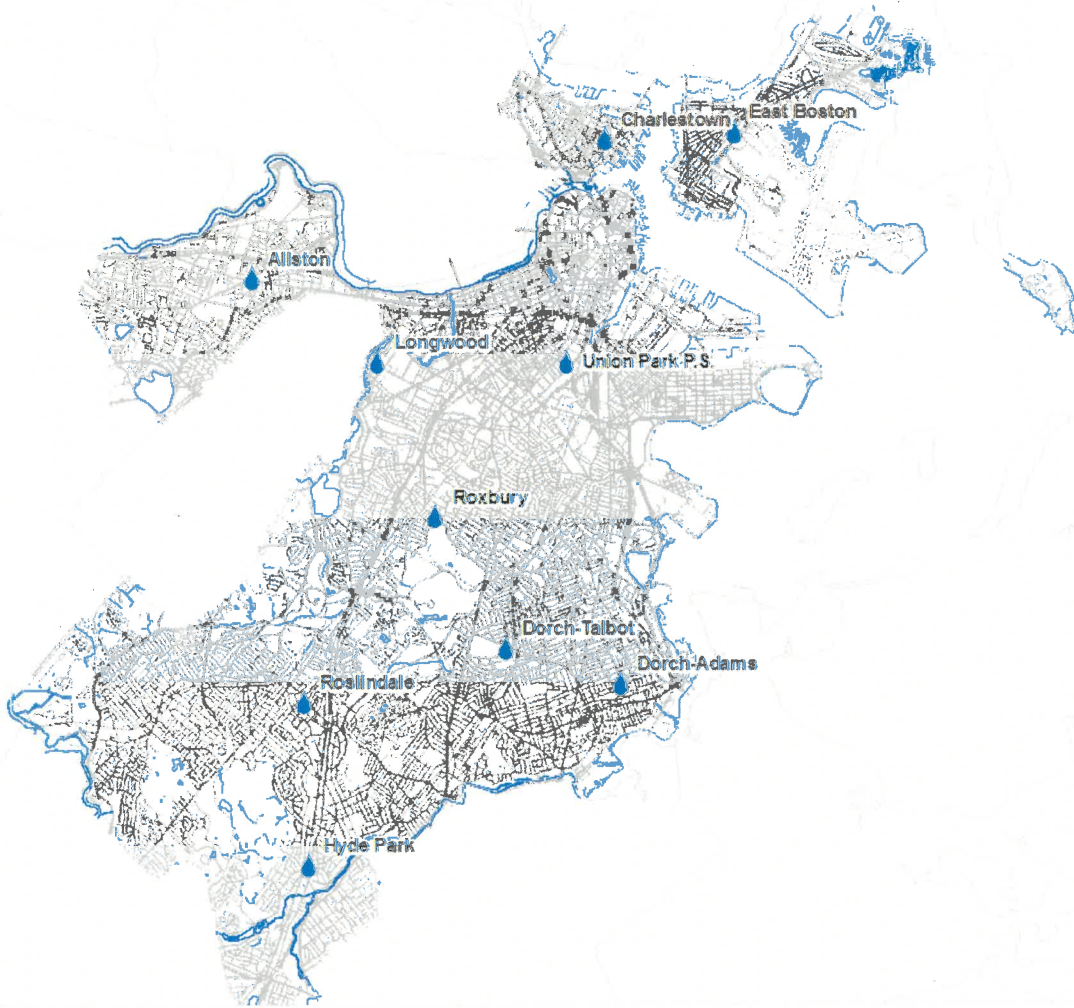 Charlestown
East Boston
Allston
Longwood
Union Park P.S.
Roxbury
Dorch-Talbot
Dorch-Adams
Roslindale
Hyde Park